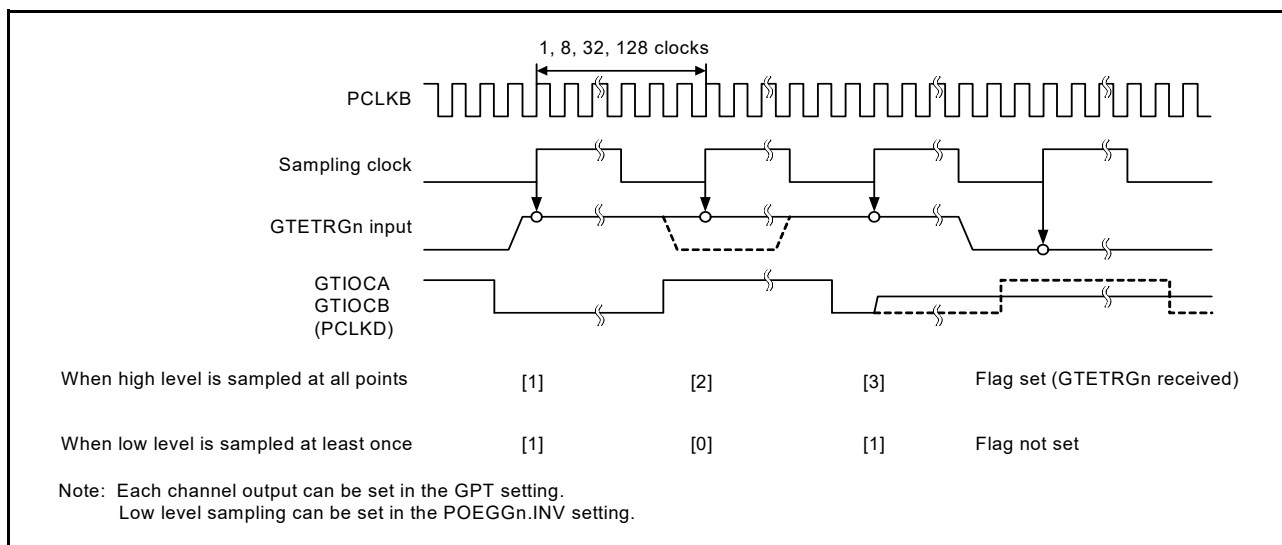 1, 8, 32, 128 clocks
PCLKB
Sampling clock
GTETRGn input
GTIOCA
GTIOCB
(PCLKD)
When high level is sampled at all points [1] [2] [3] Flag set (GTETRGn received)
When low level is sampled at least once [1] [0] [1] Flag not set
Note: Each channel output can be set in the GPT setting.
Low level sampling can be set in the POEGGn.INV setting.